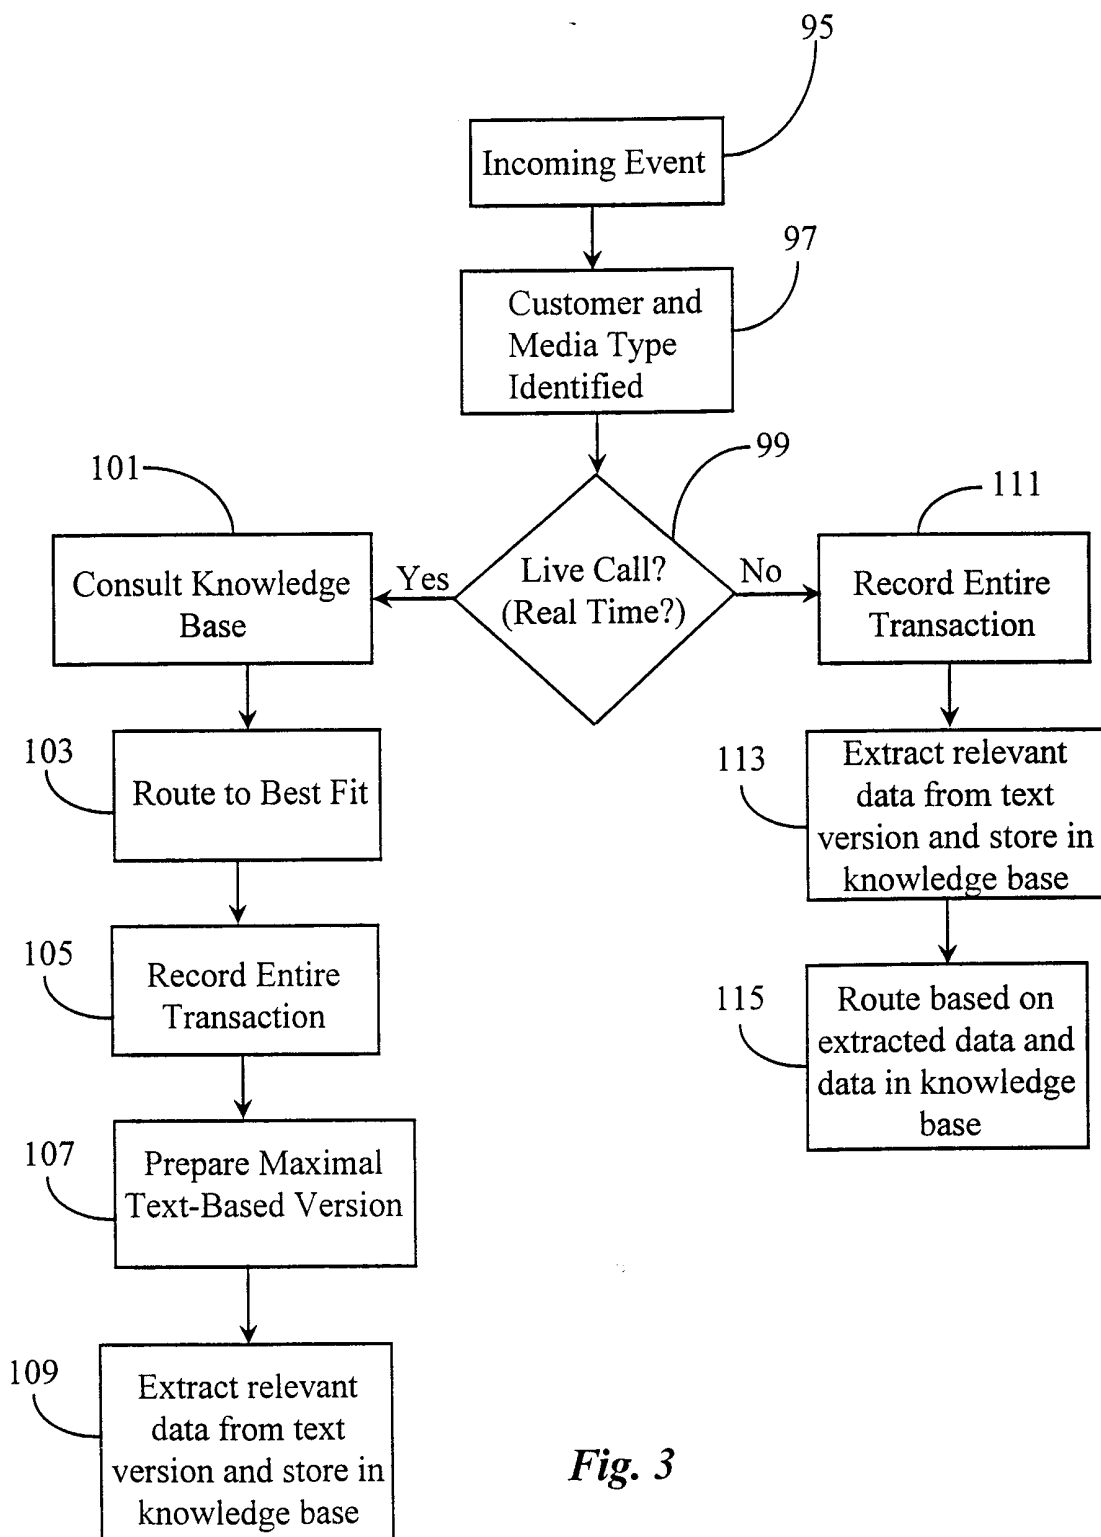 95
Incoming Event
97
Customer and
Media Type
Identified
99
Live Call?
(Real Time?)
Yes
No
101
Consult Knowledge
Base
103
Route to Best Fit
105
Record Entire
Transaction
107
Prepare Maximal
Text-Based Version
109
Extract relevant
data from text
version and store in
knowledge base
111
Record Entire
Transaction
113
Extract relevant
data from text
version and store in
knowledge base
115
Route based on
extracted data and
data in knowledge
base
Fig. 3